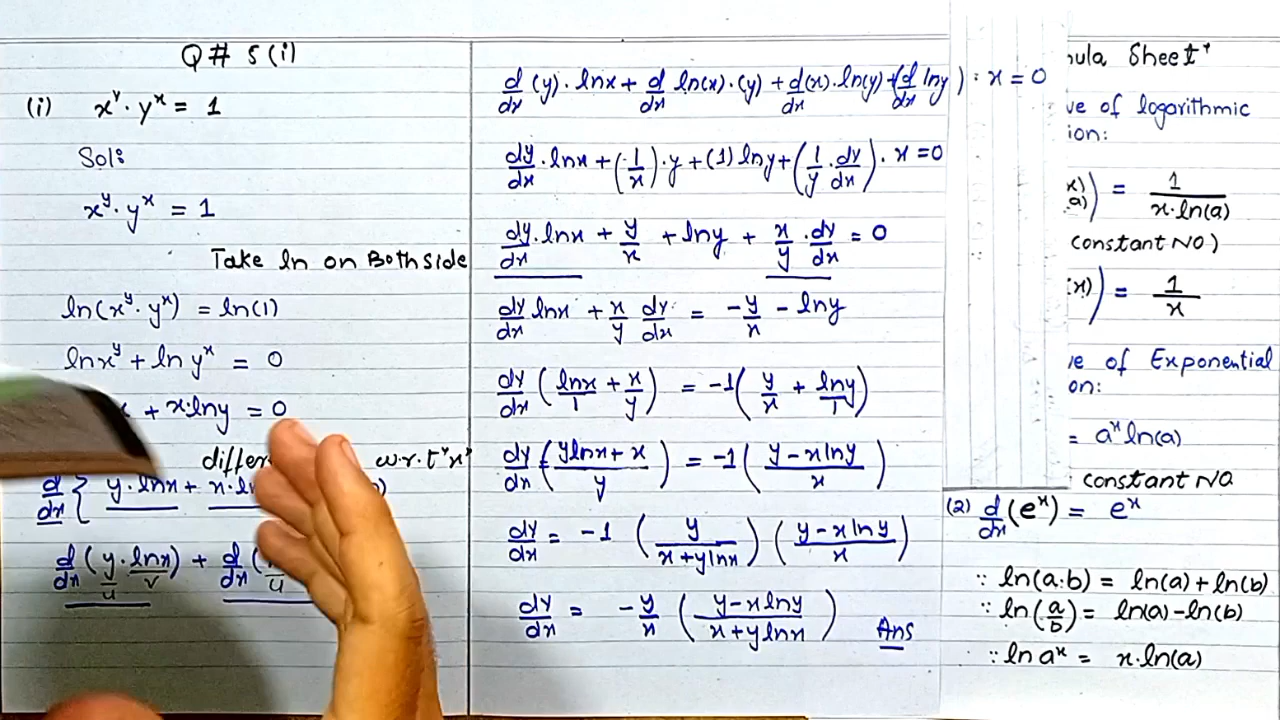 Q # 5 (i)
(i) x^y · y^x = 1
Sol:
x^y · y^x = 1
Take ln on Both side
ln(x^y · y^x) = ln(1)
ln x^y + ln y^x = 0
+ x·lny = 0
w.r.t "x"
d/dx { y·lnx +
d/dx (y·lnx) + d/dx (
u v u
d/dx (y)· lnx + d/dx ln(x)·(y) + d/dx (x)· ln(y) + (d/dx lny) · x = 0
dy/dx · lnx + (1/x)·y + (1) lny + (1/y · dy/dx) · x = 0
dy/dx · lnx + y/x + lny + x/y · dy/dx = 0
dy/dx lnx + x/y dy/dx = -y/x - lny
dy/dx (lnx/1 + x/y) = -1 (y/x + lny/1)
dy/dx (ylnx + x / y) = -1 (y - xlny / x)
dy/dx = -1 (y / x+ylnx) (y - xlny / x)
dy/dx = -y/x (y - xlny / x+ylnx) Ans
Sheet
of logarithmic
= 1 / x·ln(a)
constant NO)
= 1 / x
of Exponential
= a^x ln(a)
constant NO
(2) d/dx (e^x) = e^x
∵ ln(a·b) = ln(a) + ln(b)
∵ ln(a/b) = ln(a) - ln(b)
∵ ln a^x = x·ln(a)